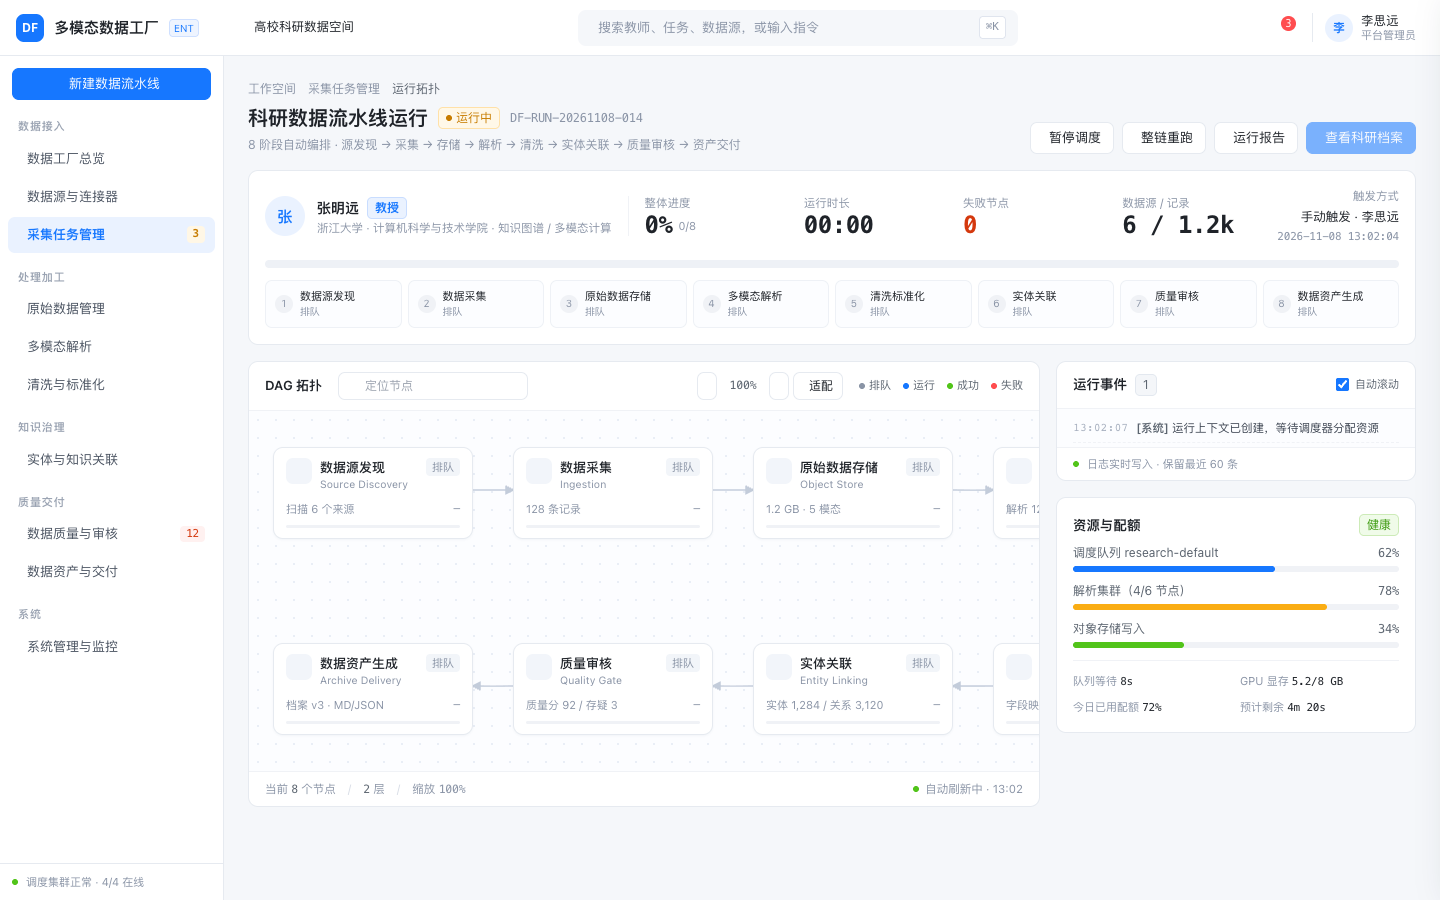 DF 多模态数据工厂 ENT
高校科研数据空间
搜索教师、任务、数据源，或输入指令 ⌘K
3
李 李思远
平台管理员
新建数据流水线
数据接入
数据工厂总览
数据源与连接器
采集任务管理 3
处理加工
原始数据管理
多模态解析
清洗与标准化
知识治理
实体与知识关联
质量交付
数据质量与审核 12
数据资产与交付
系统
系统管理与监控
调度集群正常 · 4/4 在线
工作空间 采集任务管理 运行拓扑
科研数据流水线运行 运行中 DF-RUN-20261108-014
8 阶段自动编排 · 源发现 → 采集 → 存储 → 解析 → 清洗 → 实体关联 → 质量审核 → 资产交付
暂停调度 整链重跑 运行报告 查看科研档案
张 张明远 教授
浙江大学 · 计算机科学与技术学院 · 知识图谱 / 多模态计算
整体进度
0% 0/8
运行时长
00:00
失败节点
0
数据源 / 记录
6 / 1.2k
触发方式
手动触发 · 李思远
2026-11-08 13:02:04
1 数据源发现
排队
2 数据采集
排队
3 原始数据存储
排队
4 多模态解析
排队
5 清洗标准化
排队
6 实体关联
排队
7 质量审核
排队
8 数据资产生成
排队
DAG 拓扑 定位节点 100% 适配 排队 运行 成功 失败
数据源发现 排队
Source Discovery
扫描 6 个来源 —
数据采集 排队
Ingestion
128 条记录 —
原始数据存储 排队
Object Store
1.2 GB · 5 模态 —
解析 12
数据资产生成 排队
Archive Delivery
档案 v3 · MD/JSON —
质量审核 排队
Quality Gate
质量分 92 / 存疑 3 —
实体关联 排队
Entity Linking
实体 1,284 / 关系 3,120 —
字段映
当前 8 个节点 / 2 层 / 缩放 100%
自动刷新中 · 13:02
运行事件 1 自动滚动
13:02:07 [系统] 运行上下文已创建，等待调度器分配资源
日志实时写入 · 保留最近 60 条
资源与配额 健康
调度队列 research-default 62%
解析集群（4/6 节点） 78%
对象存储写入 34%
队列等待 8s GPU 显存 5.2/8 GB
今日已用配额 72% 预计剩余 4m 20s